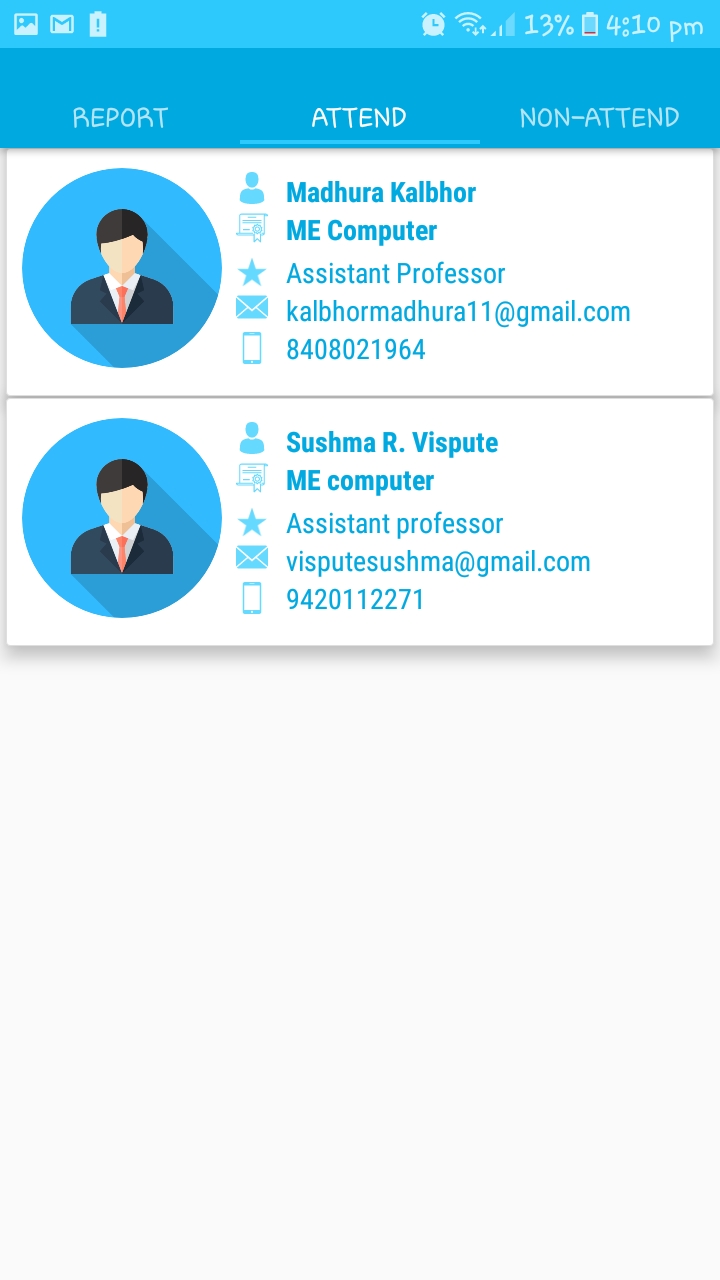 13% 4:10 pm
REPORT ATTEND NON-ATTEND
Madhura Kalbhor
ME Computer
Assistant Professor
kalbhormadhura11@gmail.com
8408021964
Sushma R. Vispute
ME computer
Assistant professor
visputesushma@gmail.com
9420112271